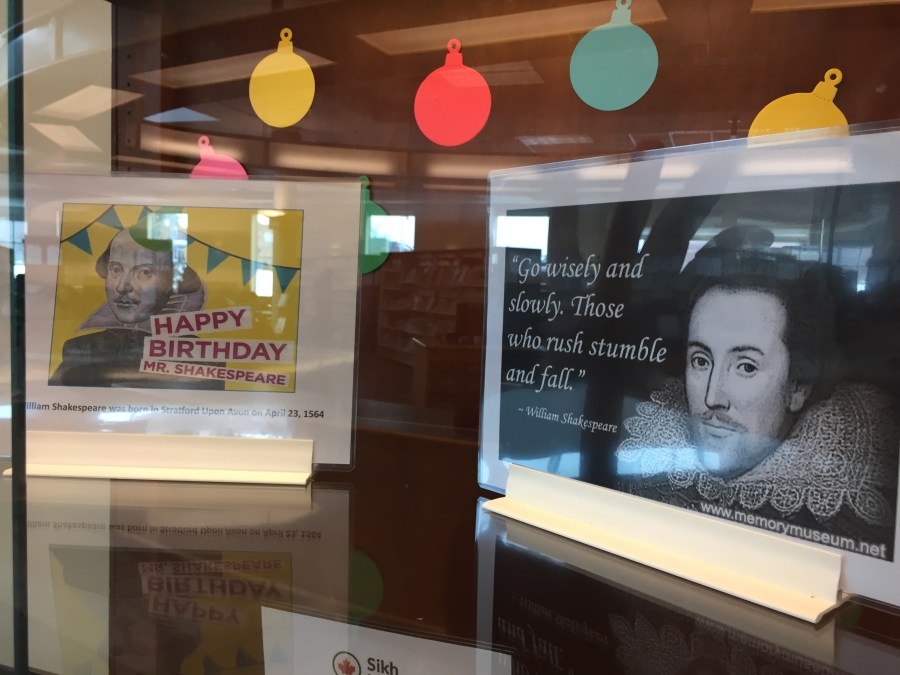 HAPPY
BIRTHDAY
MR. SHAKESPEARE
William Shakespeare was born in Stratford Upon Avon on April 23, 1564
“Go wisely and
slowly. Those
who rush stumble
and fall.”
~ William Shakespeare
www.memorymuseum.net
Sikh